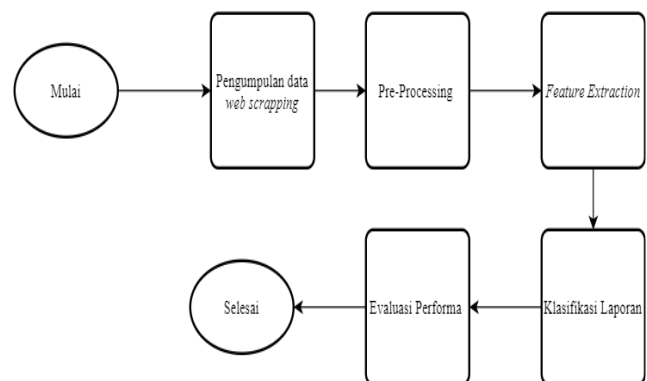 Mulai
Pengumpulan data
web scrapping
Pre-Processing
Feature Extraction
Klasifikasi Laporan
Evaluasi Performa
Selesai